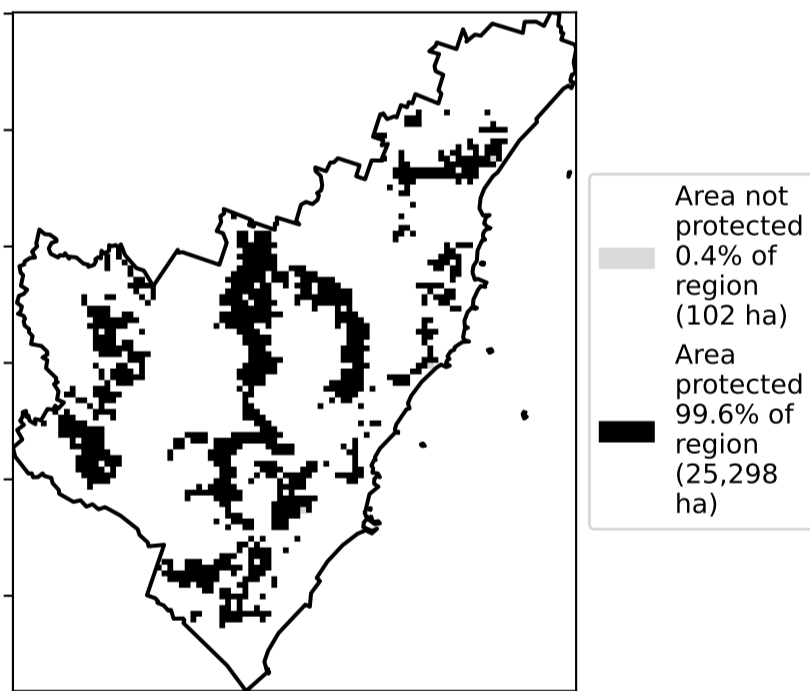 Area not
protected
0.4% of
region
(102 ha)
Area
protected
99.6% of
region
(25,298
ha)